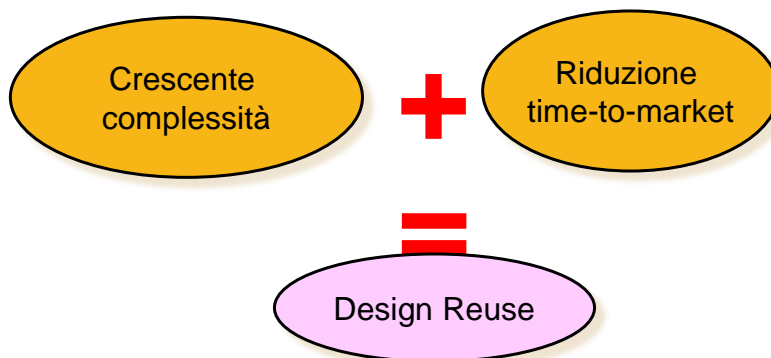 Crescente
complessità
+
Riduzione
time-to-market
=
Design Reuse